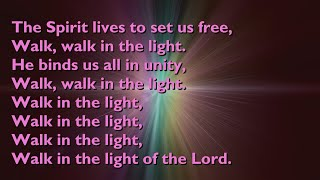 The Spirit lives to set us free,
Walk, walk in the light.
He binds us all in unity,
Walk, walk in the light.
Walk in the light,
Walk in the light,
Walk in the light,
Walk in the light of the Lord.